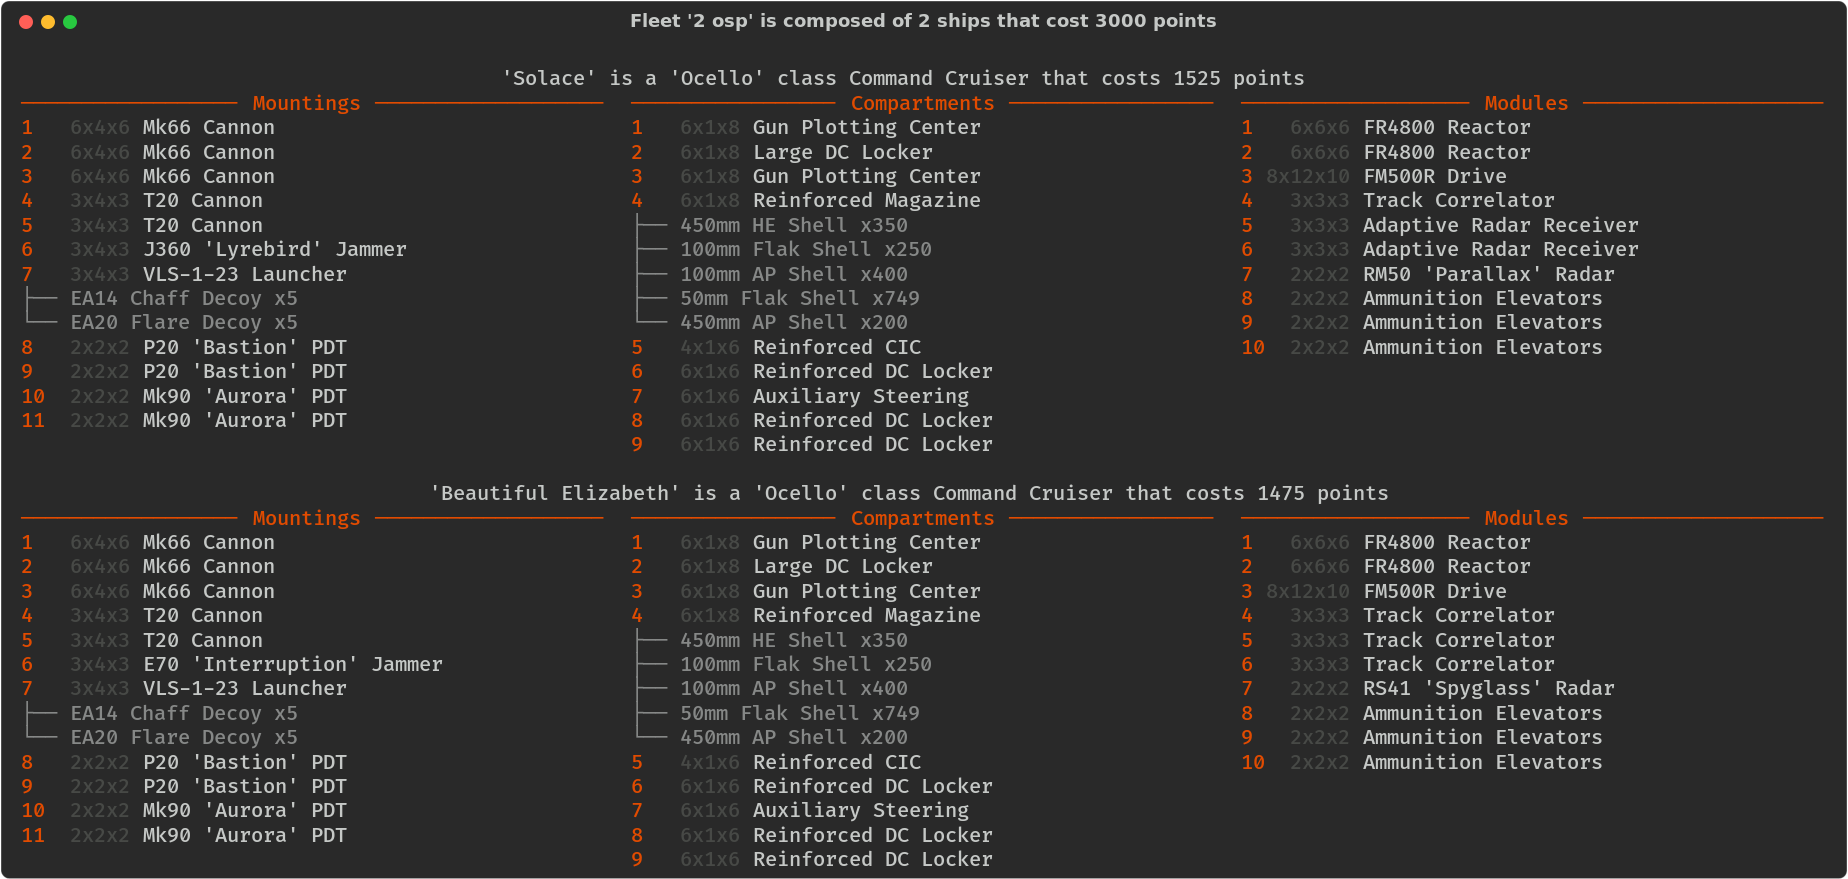 Fleet '2 osp' is composed of 2 ships that cost 3000 points
'Solace' is a 'Ocello' class Command Cruiser that costs 1525 points
Mountings Compartments Modules
1 6x4x6 Mk66 Cannon 1 6x1x8 Gun Plotting Center 1 6x6x6 FR4800 Reactor
2 6x4x6 Mk66 Cannon 2 6x1x8 Large DC Locker 2 6x6x6 FR4800 Reactor
3 6x4x6 Mk66 Cannon 3 6x1x8 Gun Plotting Center 3 8x12x10 FM500R Drive
4 3x4x3 T20 Cannon 4 6x1x8 Reinforced Magazine 4 3x3x3 Track Correlator
5 3x4x3 T20 Cannon 450mm HE Shell x350 5 3x3x3 Adaptive Radar Receiver
6 3x4x3 J360 'Lyrebird' Jammer 100mm Flak Shell x250 6 3x3x3 Adaptive Radar Receiver
7 3x4x3 VLS-1-23 Launcher 100mm AP Shell x400 7 2x2x2 RM50 'Parallax' Radar
EA14 Chaff Decoy x5 50mm Flak Shell x749 8 2x2x2 Ammunition Elevators
EA20 Flare Decoy x5 450mm AP Shell x200 9 2x2x2 Ammunition Elevators
8 2x2x2 P20 'Bastion' PDT 5 4x1x6 Reinforced CIC 10 2x2x2 Ammunition Elevators
9 2x2x2 P20 'Bastion' PDT 6 6x1x6 Reinforced DC Locker
10 2x2x2 Mk90 'Aurora' PDT 7 6x1x6 Auxiliary Steering
11 2x2x2 Mk90 'Aurora' PDT 8 6x1x6 Reinforced DC Locker
9 6x1x6 Reinforced DC Locker
'Beautiful Elizabeth' is a 'Ocello' class Command Cruiser that costs 1475 points
Mountings Compartments Modules
1 6x4x6 Mk66 Cannon 1 6x1x8 Gun Plotting Center 1 6x6x6 FR4800 Reactor
2 6x4x6 Mk66 Cannon 2 6x1x8 Large DC Locker 2 6x6x6 FR4800 Reactor
3 6x4x6 Mk66 Cannon 3 6x1x8 Gun Plotting Center 3 8x12x10 FM500R Drive
4 3x4x3 T20 Cannon 4 6x1x8 Reinforced Magazine 4 3x3x3 Track Correlator
5 3x4x3 T20 Cannon 450mm HE Shell x350 5 3x3x3 Track Correlator
6 3x4x3 E70 'Interruption' Jammer 100mm Flak Shell x250 6 3x3x3 Track Correlator
7 3x4x3 VLS-1-23 Launcher 100mm AP Shell x400 7 2x2x2 RS41 'Spyglass' Radar
EA14 Chaff Decoy x5 50mm Flak Shell x749 8 2x2x2 Ammunition Elevators
EA20 Flare Decoy x5 450mm AP Shell x200 9 2x2x2 Ammunition Elevators
8 2x2x2 P20 'Bastion' PDT 5 4x1x6 Reinforced CIC 10 2x2x2 Ammunition Elevators
9 2x2x2 P20 'Bastion' PDT 6 6x1x6 Reinforced DC Locker
10 2x2x2 Mk90 'Aurora' PDT 7 6x1x6 Auxiliary Steering
11 2x2x2 Mk90 'Aurora' PDT 8 6x1x6 Reinforced DC Locker
9 6x1x6 Reinforced DC Locker